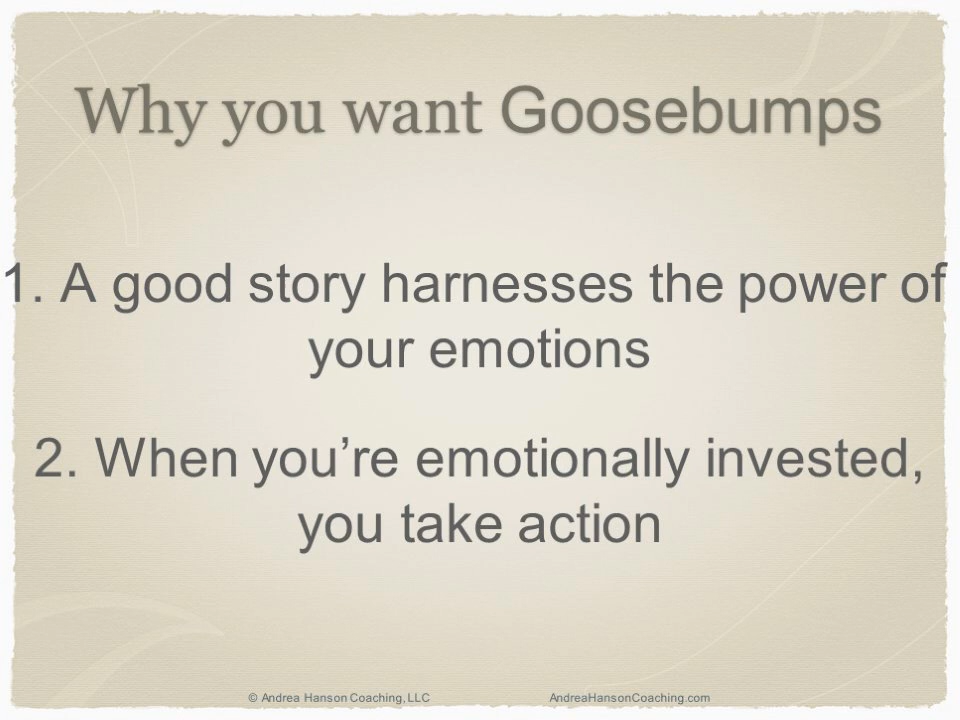 Why you want Goosebumps
1. A good story harnesses the power of
your emotions
2. When you’re emotionally invested,
you take action
© Andrea Hanson Coaching, LLC AndreaHansonCoaching.com